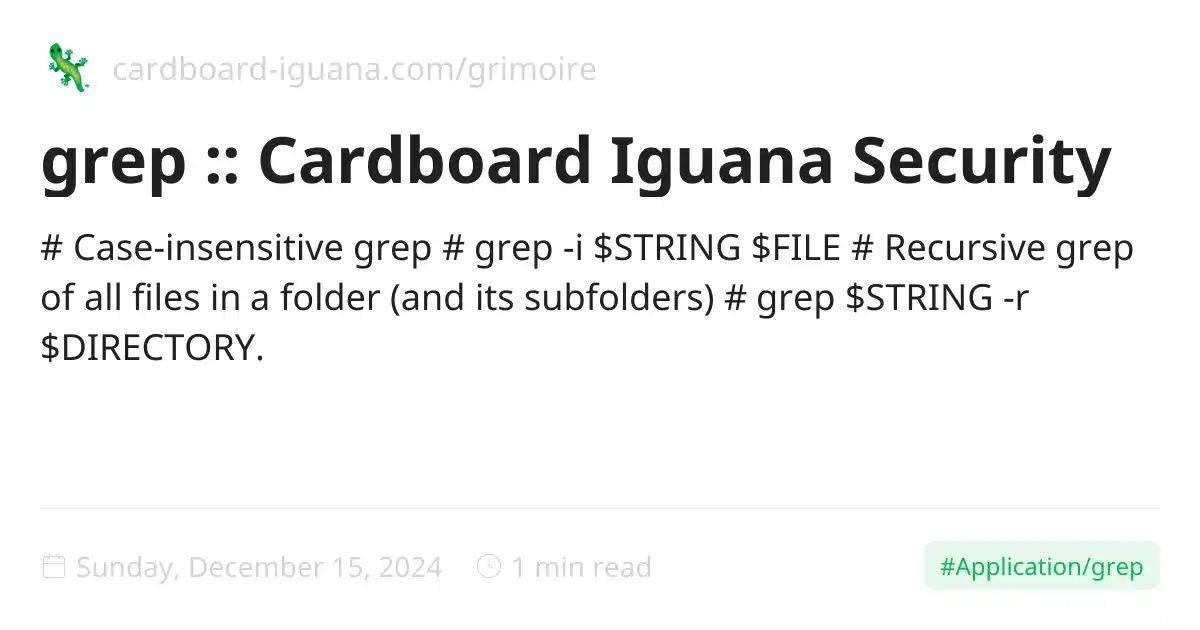 cardboard-iguana.com/grimoire
grep :: Cardboard Iguana Security
# Case-insensitive grep # grep -i $STRING $FILE # Recursive grep
of all files in a folder (and its subfolders) # grep $STRING -r
$DIRECTORY.
Sunday, December 15, 2024 1 min read #Application/grep